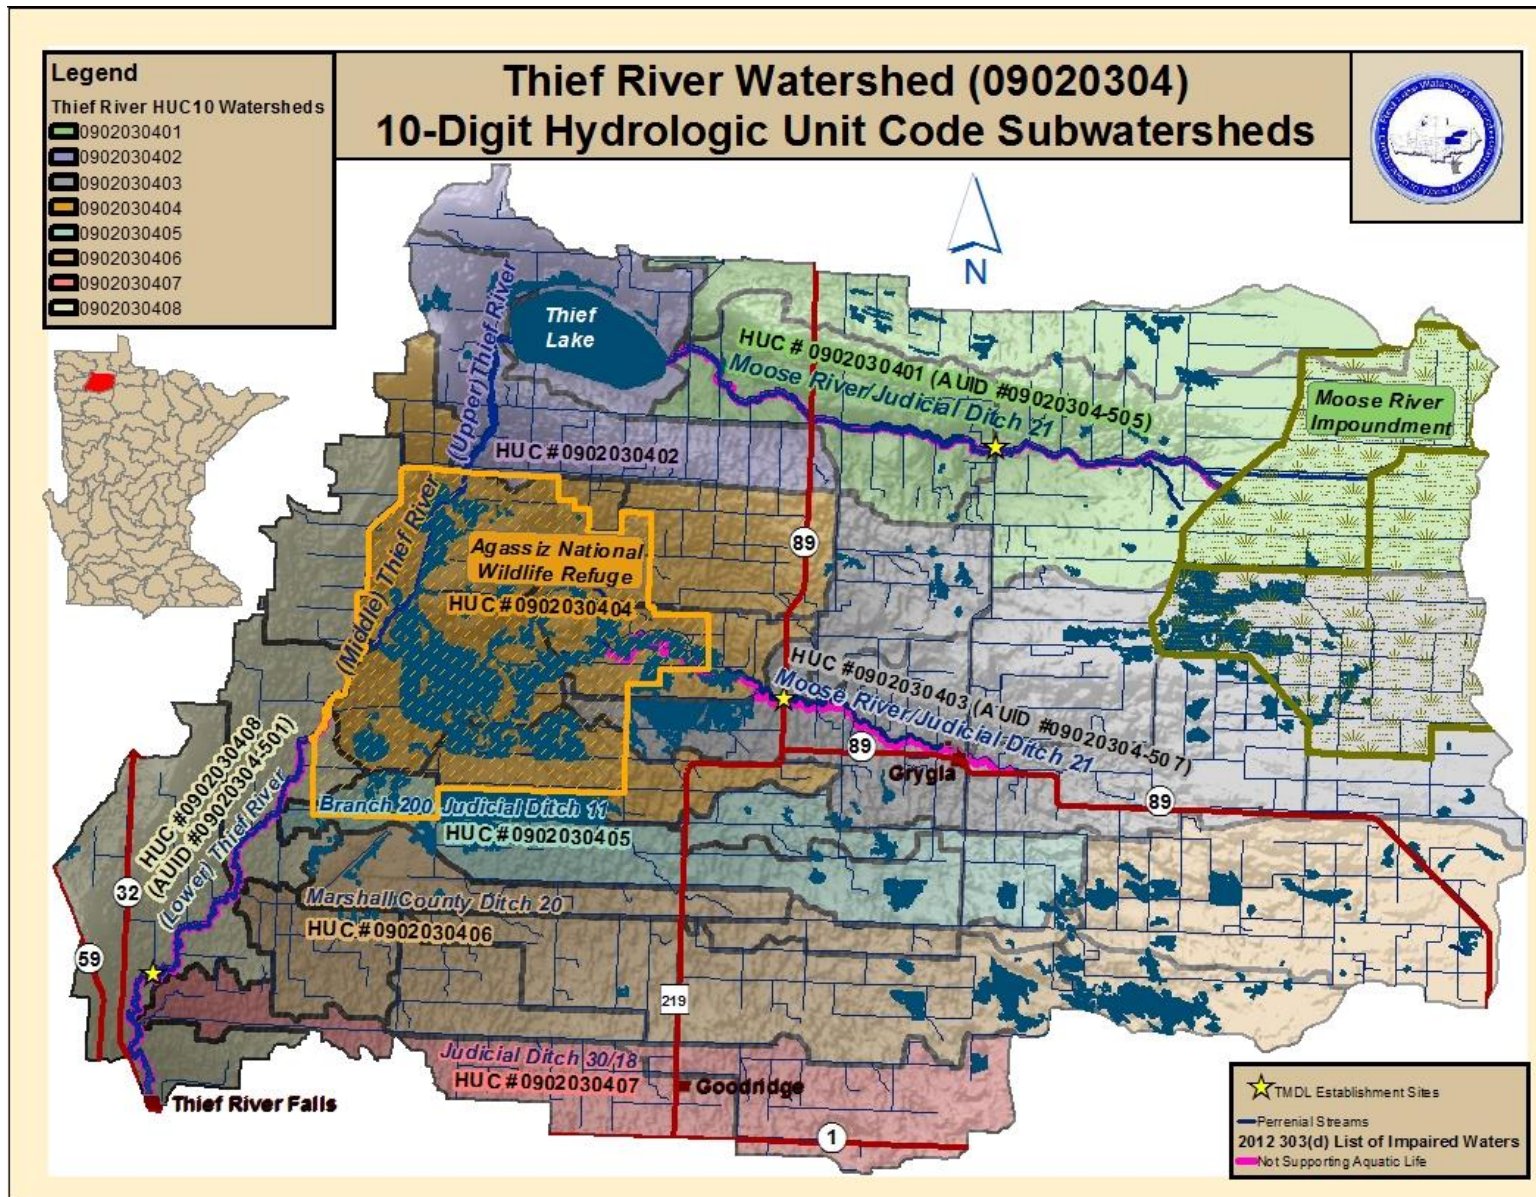 Thief River Watershed (09020304)
10-Digit Hydrologic Unit Code Subwatersheds
Legend
Thief River HUC10 Watersheds
0902030401
0902030402
0902030403
0902030404
0902030405
0902030406
0902030407
0902030408
N
Thief
Lake
(Upper) Thief River
HUC # 0902030401 (AUID #09020304-505)
Moose River/Judicial Ditch 21
Moose River
Impoundment
HUC #0902030402
89
Agassiz National
Wildlife Refuge
HUC #0902030404
(Middle) Thief River
HUC #0902030403 (AUID #09020304-507)
Moose River/Judicial Ditch 21
89
Grygla
89
HUC #0902030408
(AUID #09020304-501)
(Lower) Thief River
Branch 200 Judicial Ditch 11
HUC #0902030405
32
Marshall County Ditch 20
HUC #0902030406
59
219
Judicial Ditch 30/18
HUC #0902030407
Goodridge
Thief River Falls
1
TMDL Establishment Sites
Perrenial Streams
2012 303(d) List of Impaired Waters
Not Supporting Aquatic Life